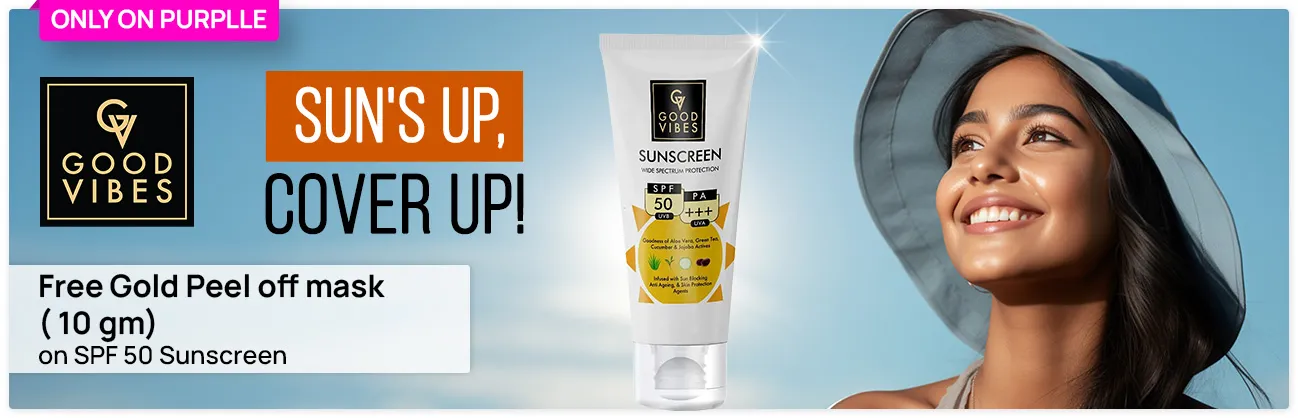 ONLY ON PURPLLE
GV
GOOD
VIBES
SUN'S UP,
COVER UP!
Free Gold Peel off mask
( 10 gm)
on SPF 50 Sunscreen
GV
GOOD
VIBES
SUNSCREEN
WIDE SPECTRUM PROTECTION
SPF
50
UVB
PA
+++
UVA
Goodness of Aloe Vera, Green Tea,
Cucumber & Jojoba Actives
Infused with Sun Blocking
Anti Ageing, & Skin Protection
Agents